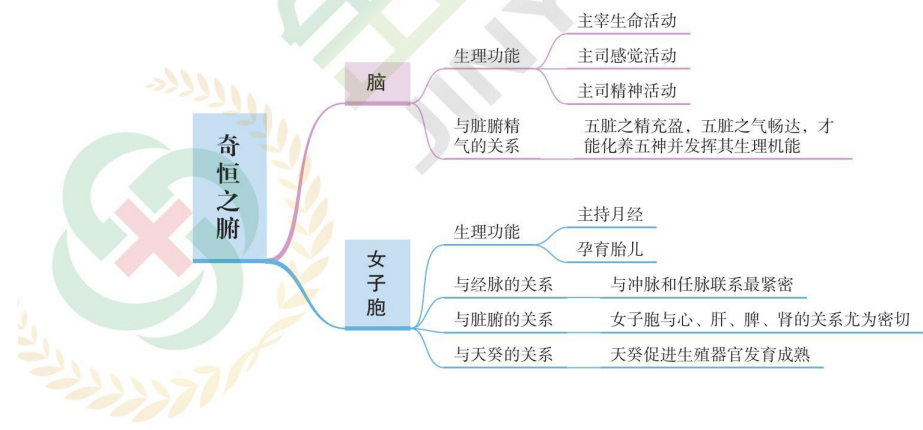 奇恒之腑
脑
生理功能
主宰生命活动
主司感觉活动
主司精神活动
与脏腑精
气的关系
五脏之精充盈，五脏之气畅达，才
能化养五神并发挥其生理机能
女子胞
生理功能
主持月经
孕育胎儿
与经脉的关系
与冲脉和任脉联系最紧密
与脏腑的关系
女子胞与心、肝、脾、肾的关系尤为密切
与天癸的关系
天癸促进生殖器官发育成熟